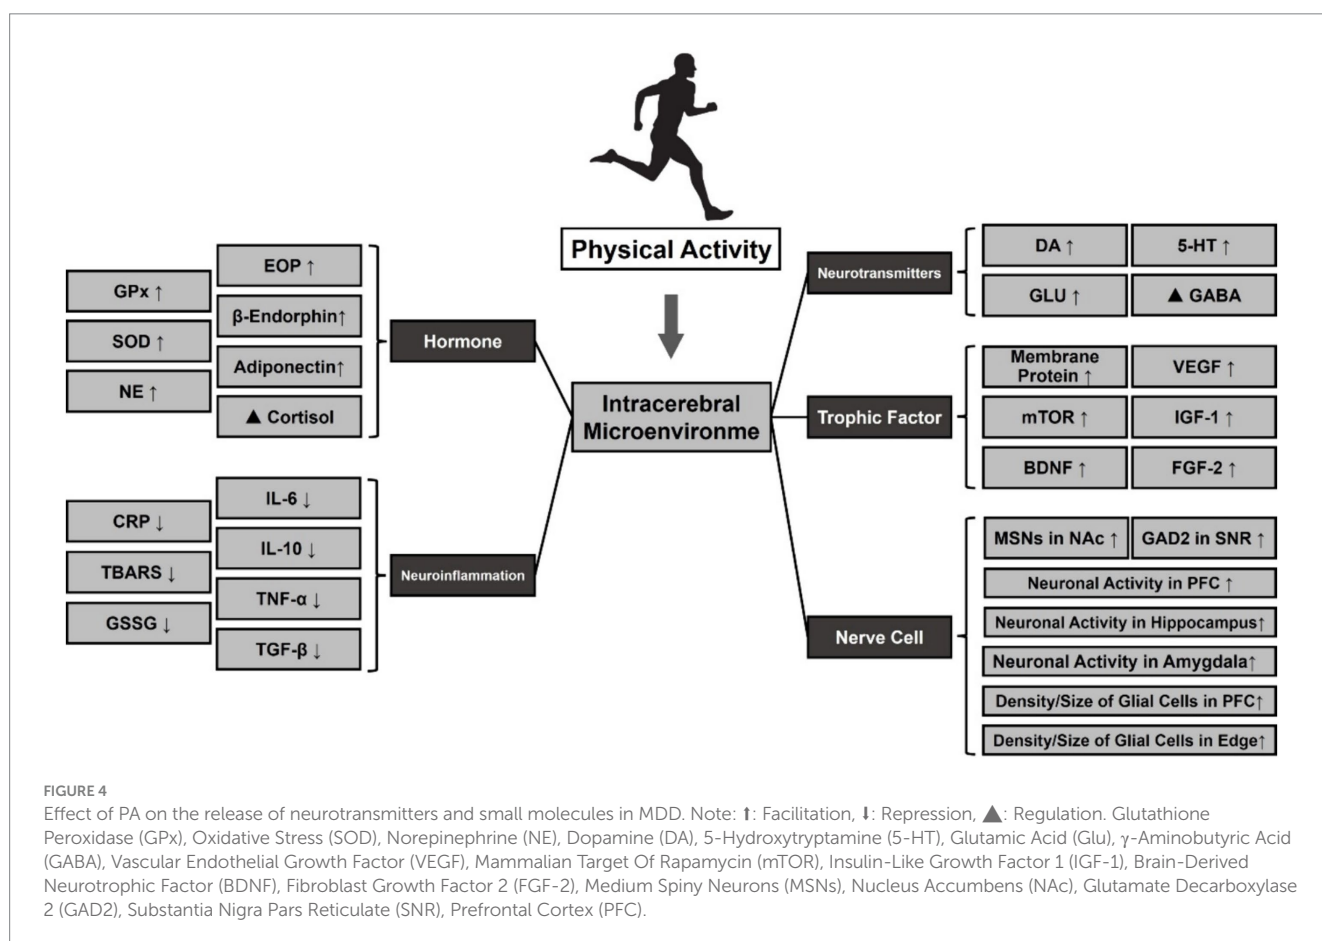 Physical Activity
EOP ↑
GPx ↑
β-Endorphin↑
SOD ↑
Adiponectin↑
NE ↑
▲ Cortisol
Hormone
IL-6 ↓
CRP ↓
IL-10 ↓
TBARS ↓
TNF-α ↓
GSSG ↓
TGF-β ↓
Neuroinflammation
Intracerebral
Microenvironme
Neurotransmitters
DA ↑
5-HT ↑
GLU ↑
▲ GABA
Trophic Factor
Membrane
Protein ↑
VEGF ↑
mTOR ↑
IGF-1 ↑
BDNF ↑
FGF-2 ↑
Nerve Cell
MSNs in NAc ↑
GAD2 in SNR ↑
Neuronal Activity in PFC ↑
Neuronal Activity in Hippocampus↑
Neuronal Activity in Amygdala↑
Density/Size of Glial Cells in PFC↑
Density/Size of Glial Cells in Edge↑
FIGURE 4
Effect of PA on the release of neurotransmitters and small molecules in MDD. Note: ⬆: Facilitation, ⬇: Repression, ▲: Regulation. Glutathione
Peroxidase (GPx), Oxidative Stress (SOD), Norepinephrine (NE), Dopamine (DA), 5-Hydroxytryptamine (5-HT), Glutamic Acid (Glu), γ-Aminobutyric Acid
(GABA), Vascular Endothelial Growth Factor (VEGF), Mammalian Target Of Rapamycin (mTOR), Insulin-Like Growth Factor 1 (IGF-1), Brain-Derived
Neurotrophic Factor (BDNF), Fibroblast Growth Factor 2 (FGF-2), Medium Spiny Neurons (MSNs), Nucleus Accumbens (NAc), Glutamate Decarboxylase
2 (GAD2), Substantia Nigra Pars Reticulate (SNR), Prefrontal Cortex (PFC).